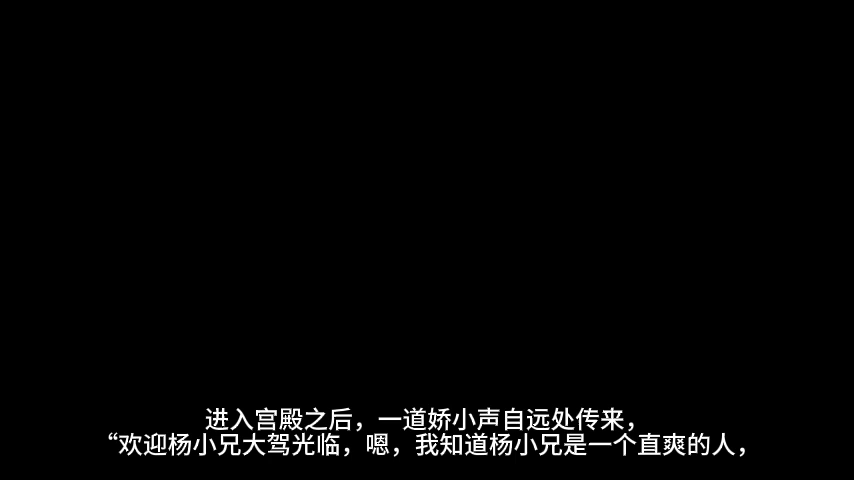 进入宫殿之后，一道娇小声自远处传来，
“欢迎杨小兄大驾光临，嗯，我知道杨小兄是一个直爽的人，